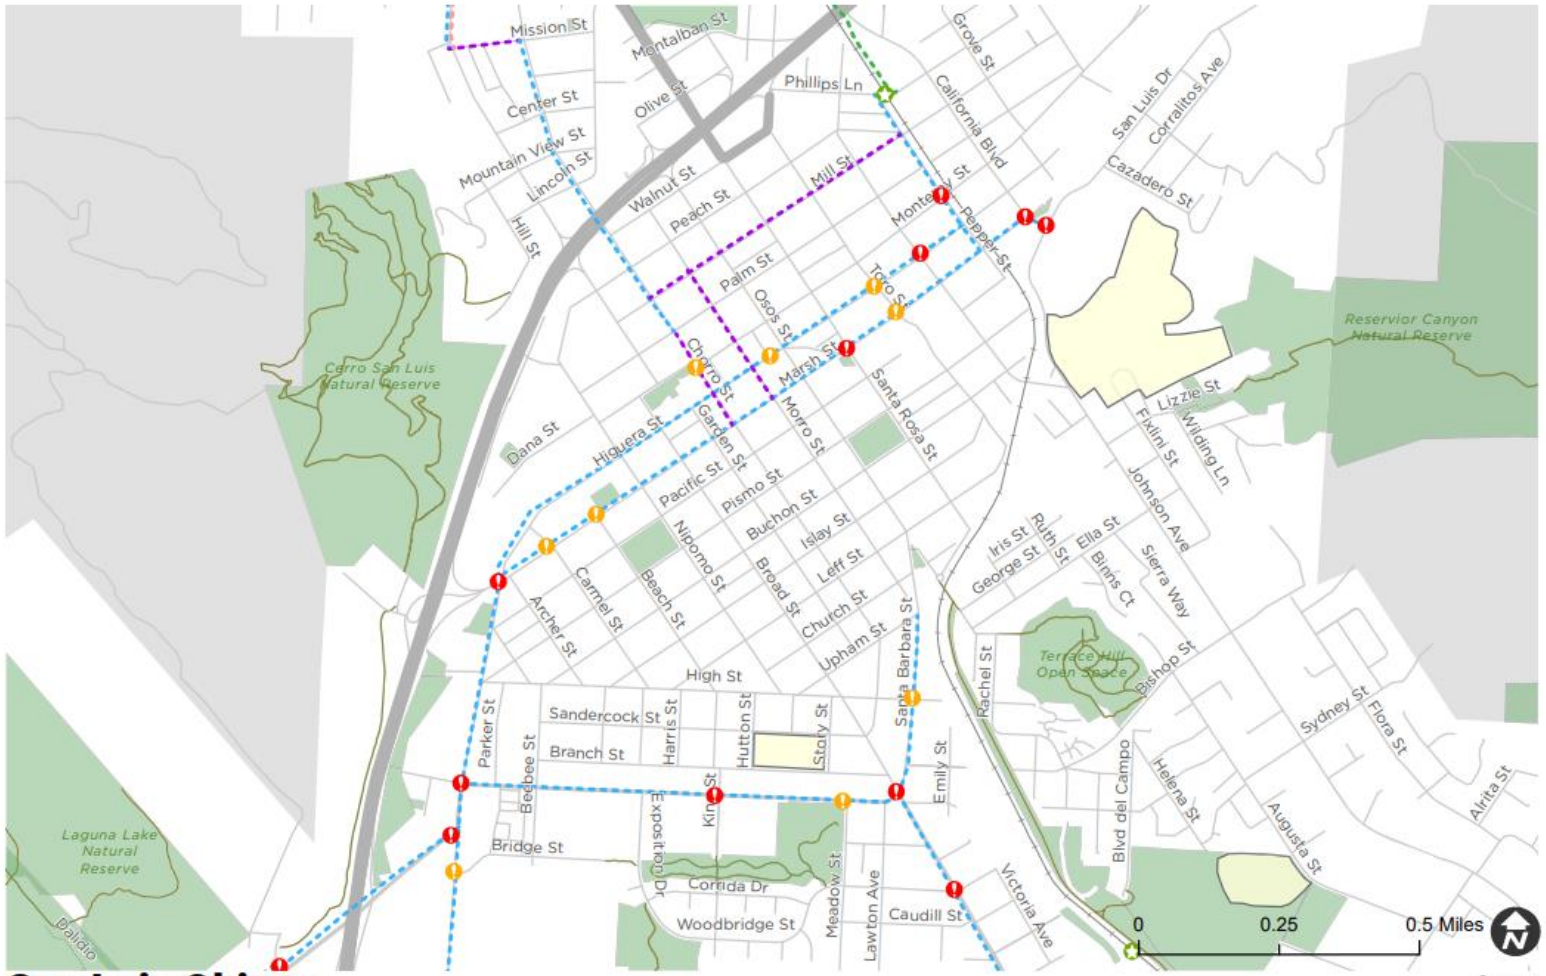 Mission St
Montalban St
Grove St
Phillips Ln
Olive St
Center St
California Blvd
San Luis Dr
Corralitos Ave
Mountain View St
Lincoln St
Walnut St
Mill St
Cazadero St
Peach St
Monterey St
Pepper St
Hill St
Palm St
Toro St
Osos St
Reservior Canyon
Natural Reserve
Cerro San Luis
Natural Reserve
Chorro St
Marsh St
Santa Rosa St
Lizzie St
Fixlini St
Wilding Ln
Morro St
Garden St
Higuera St
Dana St
Pacific St
Pismo St
Buchon St
Islay St
Leff St
Church St
Upham St
Nipomo St
Broad St
Beach St
Carmel St
Archer St
Johnson Ave
Iris St
Ruth St
Ella St
George St
Binns Ct
Sierra Way
Santa Barbara St
Terrace Hill
Open Space
Bishop St
Rachel St
High St
Sandercock St
Harris St
Hutton St
Story St
Parker St
Branch St
Beebee St
Emily St
Sydney St
Flora St
Blvd del Campo
Helena St
Augusta St
Alrita St
Exposition Dr
Bridge St
Laguna Lake
Natural
Reserve
Corrida Dr
Woodbridge St
Meadow St
Lawton Ave
Caudill St
Victoria Ave
Dalidio
0 0.25 0.5 Miles
N